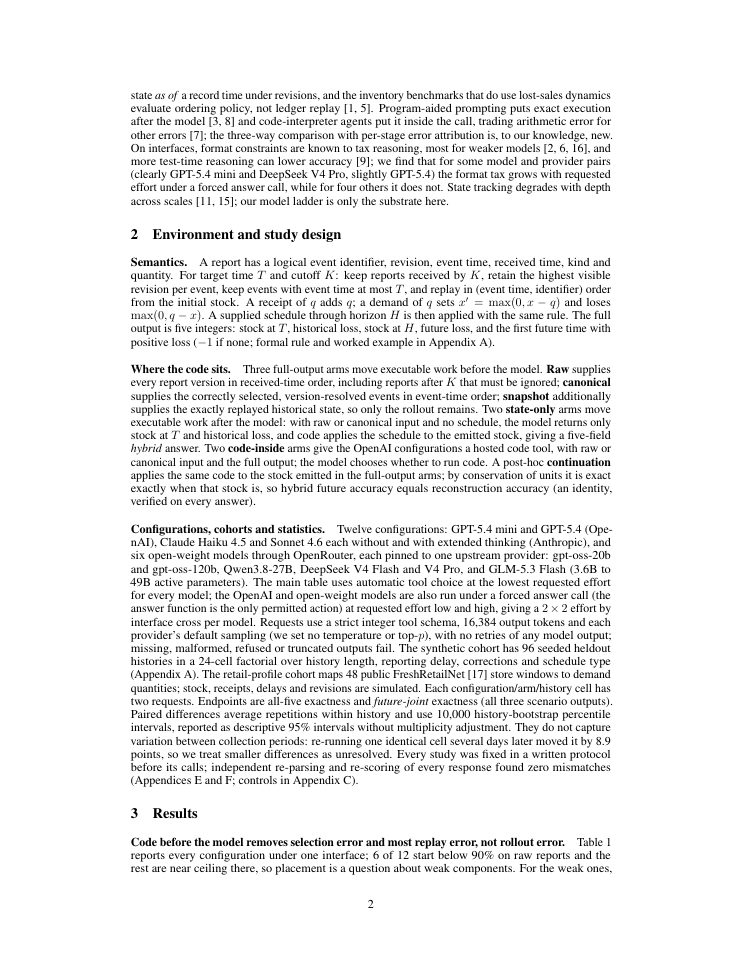 state as of a record time under revisions, and the inventory benchmarks that do use lost-sales dynamics
evaluate ordering policy, not ledger replay [1, 5]. Program-aided prompting puts exact execution
after the model [3, 8] and code-interpreter agents put it inside the call, trading arithmetic error for
other errors [7]; the three-way comparison with per-stage error attribution is, to our knowledge, new.
On interfaces, format constraints are known to tax reasoning, most for weaker models [2, 6, 16], and
more test-time reasoning can lower accuracy [9]; we find that for some model and provider pairs
(clearly GPT-5.4 mini and DeepSeek V4 Pro, slightly GPT-5.4) the format tax grows with requested
effort under a forced answer call, while for four others it does not. State tracking degrades with depth
across scales [11, 15]; our model ladder is only the substrate here.
2 Environment and study design
Semantics. A report has a logical event identifier, revision, event time, received time, kind and
quantity. For target time T and cutoff K: keep reports received by K, retain the highest visible
revision per event, keep events with event time at most T, and replay in (event time, identifier) order
from the initial stock. A receipt of q adds q; a demand of q sets x′ = max(0, x − q) and loses
max(0, q − x). A supplied schedule through horizon H is then applied with the same rule. The full
output is five integers: stock at T, historical loss, stock at H, future loss, and the first future time with
positive loss (−1 if none; formal rule and worked example in Appendix A).
Where the code sits. Three full-output arms move executable work before the model. Raw supplies
every report version in received-time order, including reports after K that must be ignored; canonical
supplies the correctly selected, version-resolved events in event-time order; snapshot additionally
supplies the exactly replayed historical state, so only the rollout remains. Two state-only arms move
executable work after the model: with raw or canonical input and no schedule, the model returns only
stock at T and historical loss, and code applies the schedule to the emitted stock, giving a five-field
hybrid answer. Two code-inside arms give the OpenAI configurations a hosted code tool, with raw or
canonical input and the full output; the model chooses whether to run code. A post-hoc continuation
applies the same code to the stock emitted in the full-output arms; by conservation of units it is exact
exactly when that stock is, so hybrid future accuracy equals reconstruction accuracy (an identity,
verified on every answer).
Configurations, cohorts and statistics. Twelve configurations: GPT-5.4 mini and GPT-5.4 (Ope-
nAI), Claude Haiku 4.5 and Sonnet 4.6 each without and with extended thinking (Anthropic), and
six open-weight models through OpenRouter, each pinned to one upstream provider: gpt-oss-20b
and gpt-oss-120b, Qwen3.8-27B, DeepSeek V4 Flash and V4 Pro, and GLM-5.3 Flash (3.6B to
49B active parameters). The main table uses automatic tool choice at the lowest requested effort
for every model; the OpenAI and open-weight models are also run under a forced answer call (the
answer function is the only permitted action) at requested effort low and high, giving a 2 × 2 effort by
interface cross per model. Requests use a strict integer tool schema, 16,384 output tokens and each
provider's default sampling (we set no temperature or top-p), with no retries of any model output;
missing, malformed, refused or truncated outputs fail. The synthetic cohort has 96 seeded heldout
histories in a 24-cell factorial over history length, reporting delay, corrections and schedule type
(Appendix A). The retail-profile cohort maps 48 public FreshRetailNet [17] store windows to demand
quantities; stock, receipts, delays and revisions are simulated. Each configuration/arm/history cell has
two requests. Endpoints are all-five exactness and future-joint exactness (all three scenario outputs).
Paired differences average repetitions within history and use 10,000 history-bootstrap percentile
intervals, reported as descriptive 95% intervals without multiplicity adjustment. They do not capture
variation between collection periods: re-running one identical cell several days later moved it by 8.9
points, so we treat smaller differences as unresolved. Every study was fixed in a written protocol
before its calls; independent re-parsing and re-scoring of every response found zero mismatches
(Appendices E and F; controls in Appendix C).
3 Results
Code before the model removes selection error and most replay error, not rollout error. Table 1
reports every configuration under one interface; 6 of 12 start below 90% on raw reports and the
rest are near ceiling there, so placement is a question about weak components. For the weak ones,
2